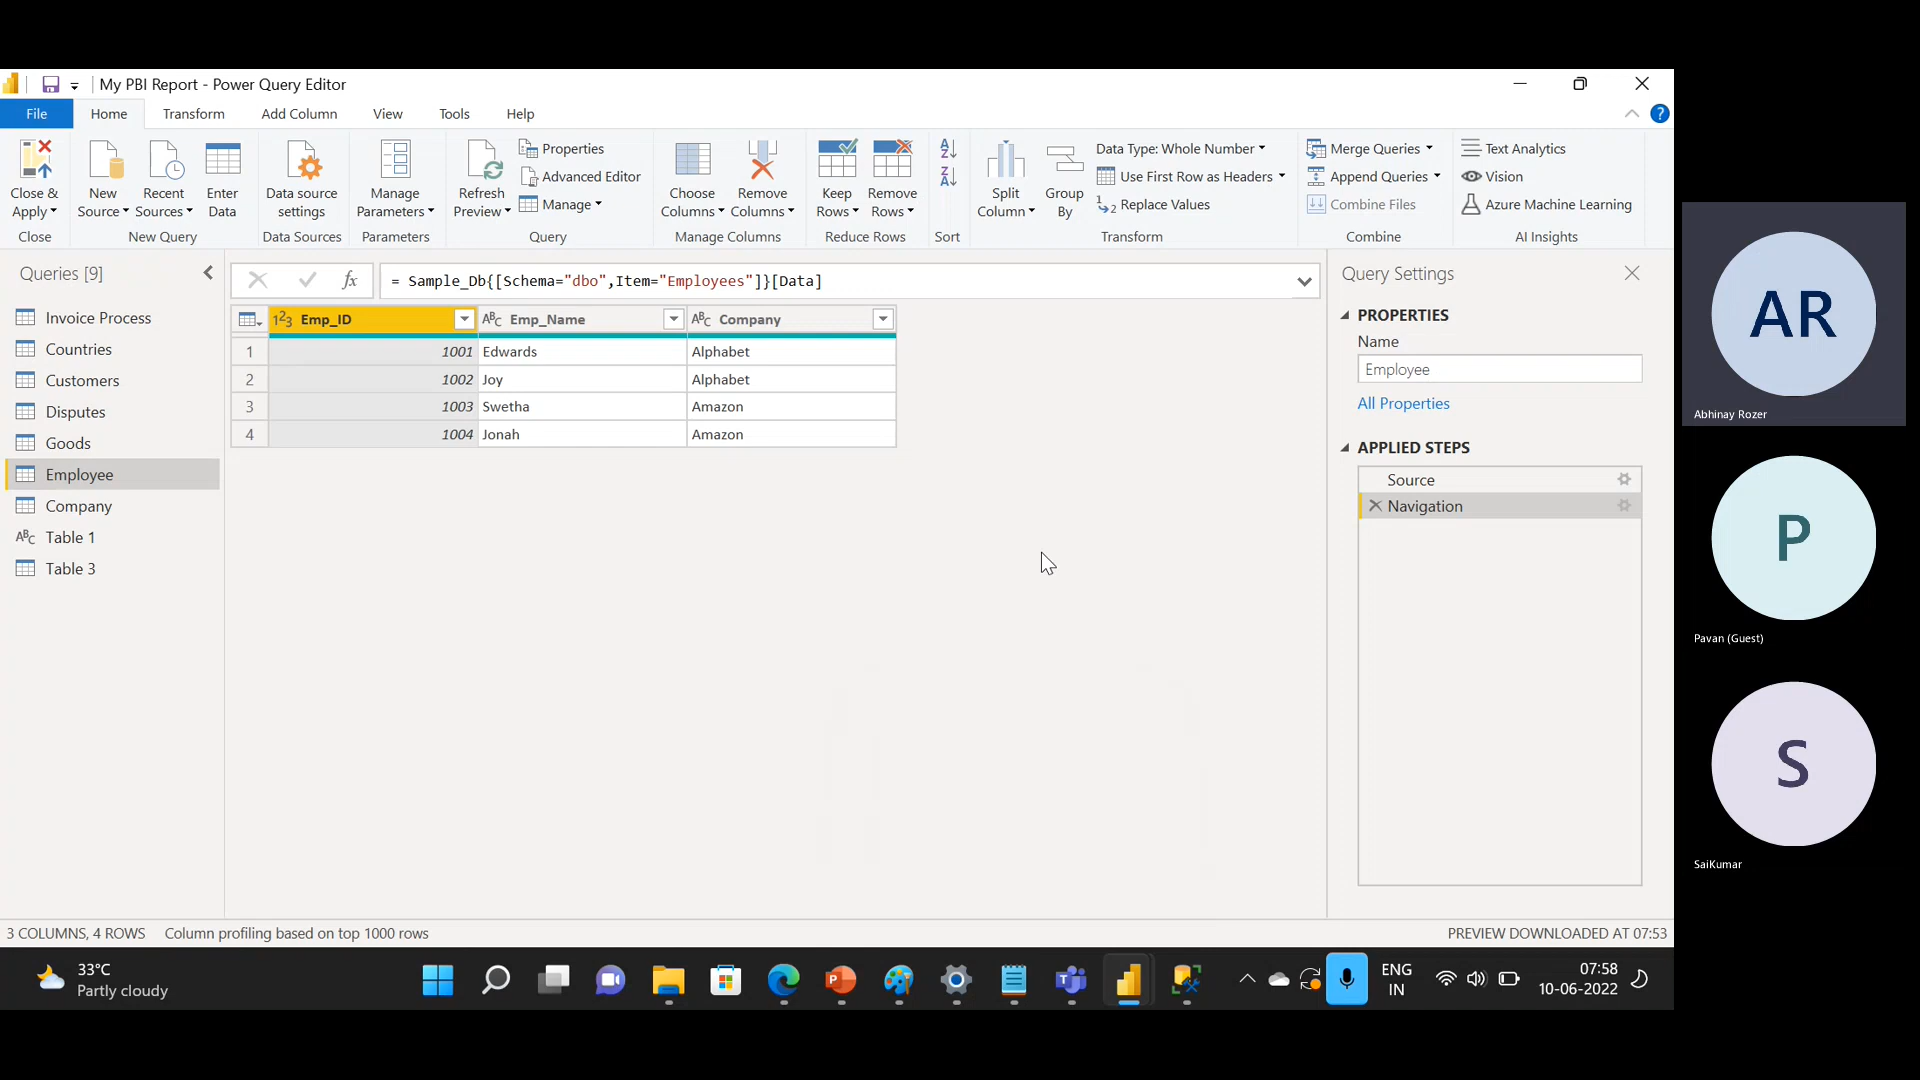 My PBI Report - Power Query Editor
File Home Transform Add Column View Tools Help
Close & Apply
New Source
Recent Sources
Enter Data
Data source settings
Manage Parameters
Refresh Preview
Properties
Advanced Editor
Manage
Choose Columns
Remove Columns
Keep Rows
Remove Rows
Split Column
Group By
Data Type: Whole Number
Use First Row as Headers
Replace Values
Merge Queries
Append Queries
Combine Files
Text Analytics
Vision
Azure Machine Learning
Close New Query Data Sources Parameters Query Manage Columns Reduce Rows Sort Transform Combine AI Insights
Queries [9]
Invoice Process
Countries
Customers
Disputes
Goods
Employee
Company
Table 1
Table 3
fx = Sample_Db{[Schema="dbo",Item="Employees"]}[Data]
Emp_ID Emp_Name Company
1 1001 Edwards Alphabet
2 1002 Joy Alphabet
3 1003 Swetha Amazon
4 1004 Jonah Amazon
Query Settings
PROPERTIES
Name
Employee
All Properties
APPLIED STEPS
Source
Navigation
AR
Abhinay Rozer
P
Pavan (Guest)
S
SaiKumar
3 COLUMNS, 4 ROWS Column profiling based on top 1000 rows
PREVIEW DOWNLOADED AT 07:53
33°C
Partly cloudy
ENG
IN
07:58
10-06-2022